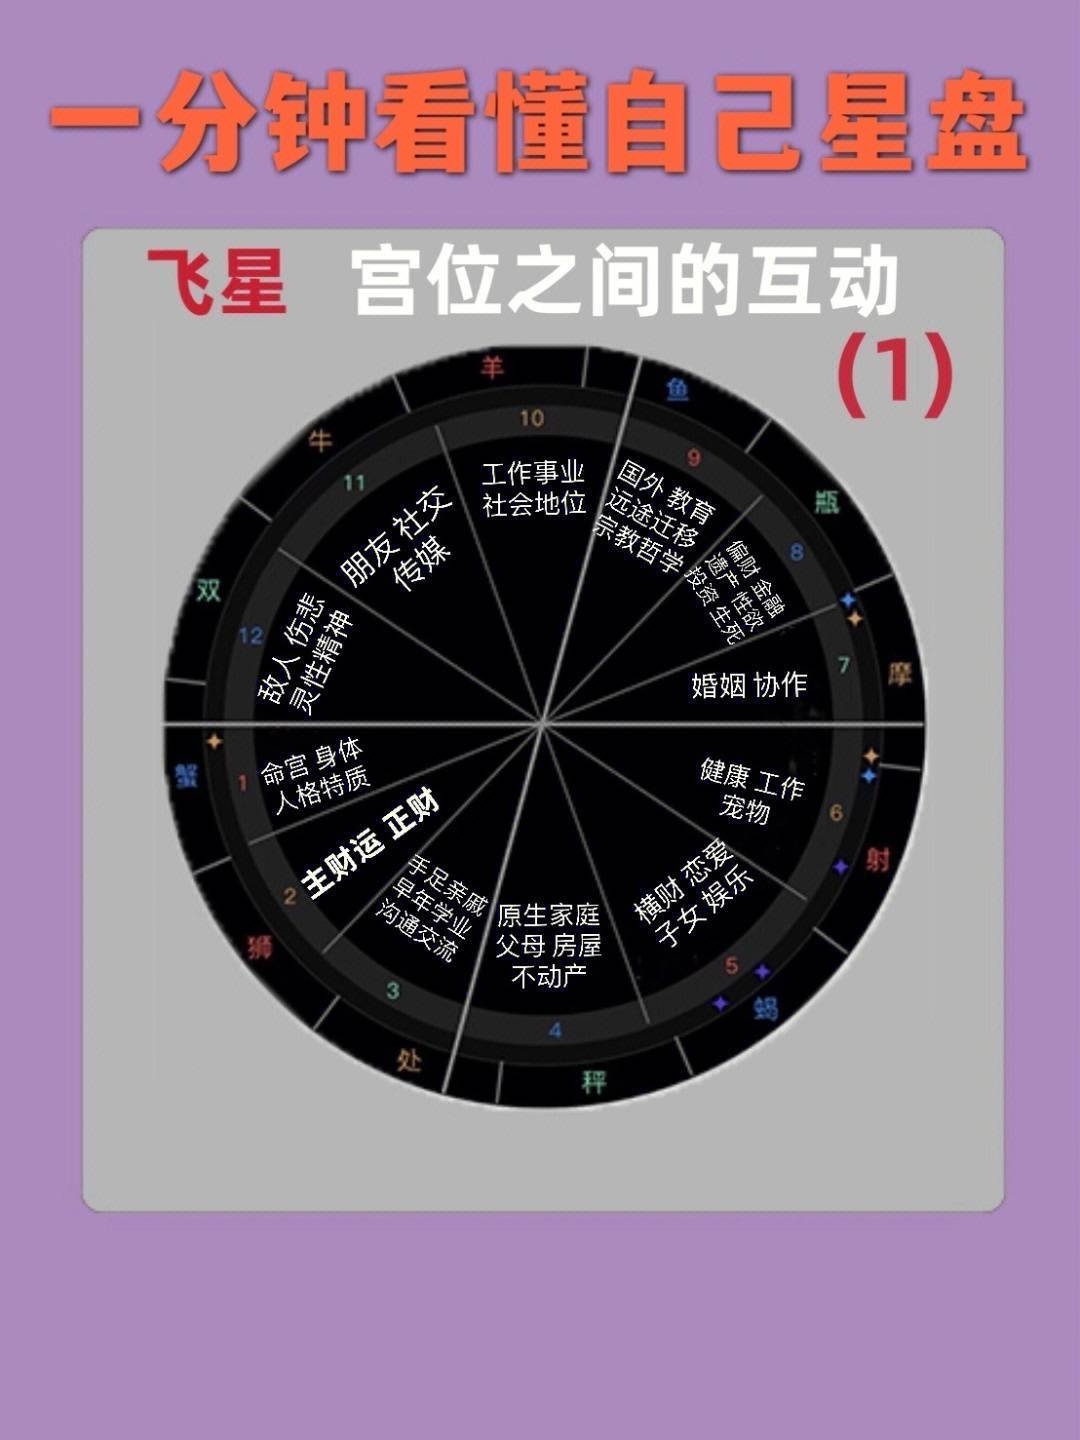 一分钟看懂自己星盘
飞星 宫位之间的互动
(1)
羊
鱼
瓶
摩
射
蝎
秤
处
狮
蟹
双
牛
10
工作事业
社会地位
9
国外 教育
远途迁移
宗教哲学
8
偏财 金融
遗产 性欲
投资 生死
7
婚姻 协作
6
健康 工作
宠物
5
横财 恋爱
子女 娱乐
4
原生家庭
父母 房屋
不动产
3
手足亲戚
早年学业
沟通交流
2
主财运 正财
1
命宫 身体
人格特质
12
敌人 伤悲
灵性精神
11
朋友 社交
传媒